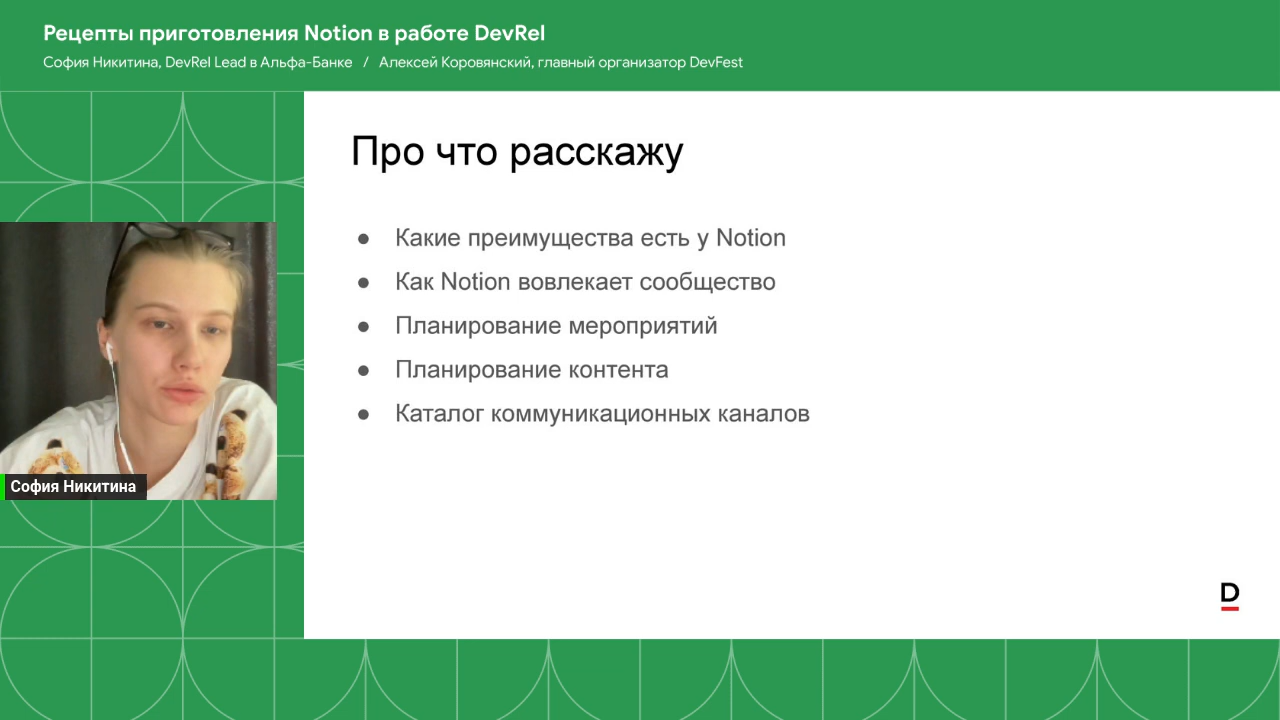 Рецепты приготовления Notion в работе DevRel
София Никитина, DevRel Lead в Альфа-Банке / Алексей Коровянский, главный организатор DevFest
Про что расскажу
● Какие преимущества есть у Notion
● Как Notion вовлекает сообщество
● Планирование мероприятий
● Планирование контента
● Каталог коммуникационных каналов
София Никитина
D